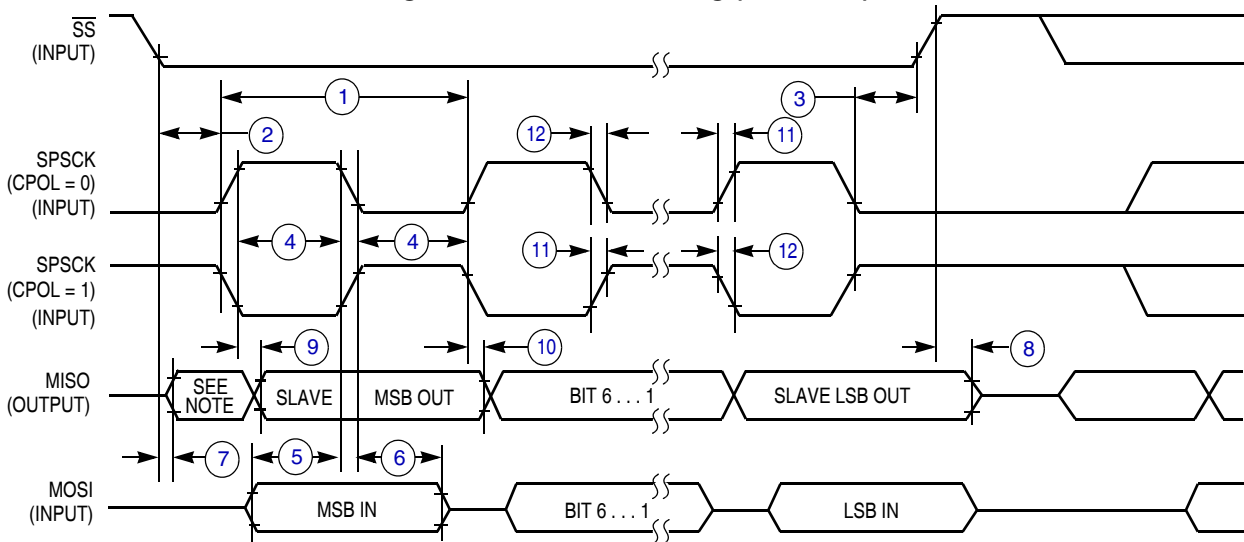 SS
(INPUT)
1
3
2
12
11
SPSCK
(CPOL = 0)
(INPUT)
4
4
11
12
SPSCK
(CPOL = 1)
(INPUT)
9
10
8
MISO
(OUTPUT)
SEE
NOTE
SLAVE
MSB OUT
BIT 6 . . . 1
SLAVE LSB OUT
7
5
6
MOSI
(INPUT)
MSB IN
BIT 6 . . . 1
LSB IN